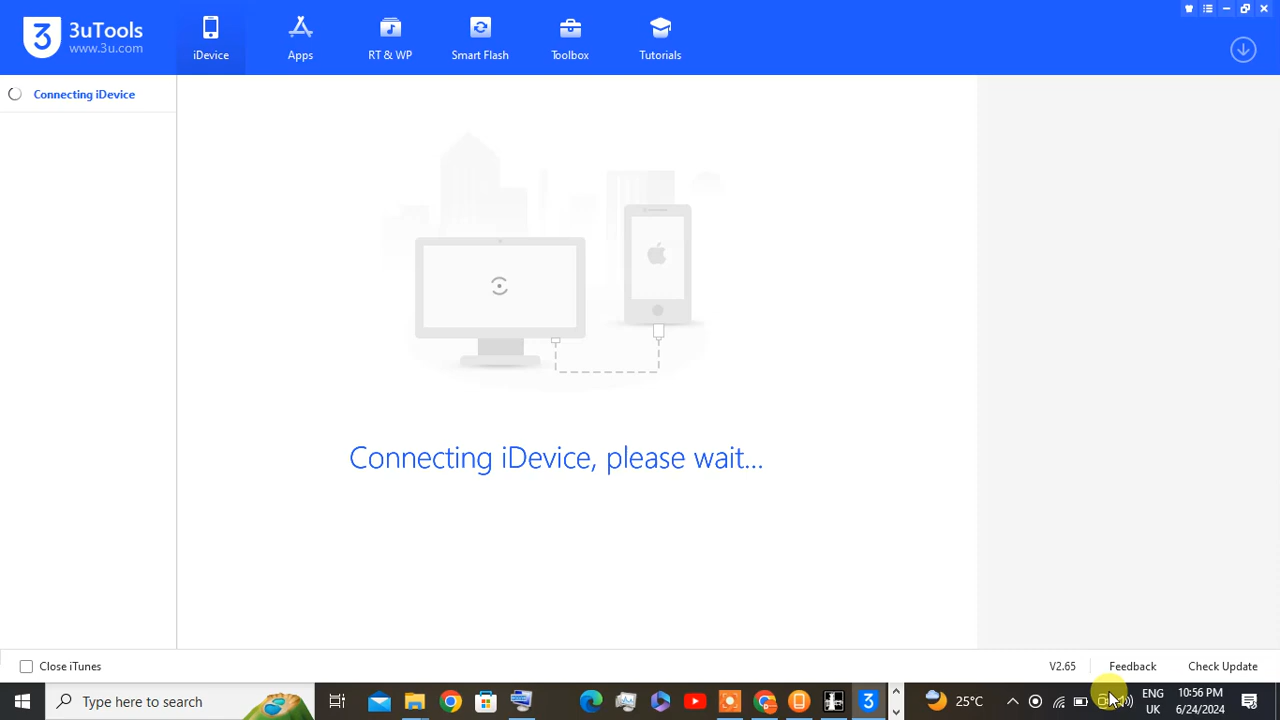 3 3uTools
www.3u.com
iDevice
Apps
RT & WP
Smart Flash
Toolbox
Tutorials
Connecting iDevice
Connecting iDevice, please wait...
Close iTunes
V2.65
Feedback
Check Update
Type here to search
3
25°C
ENG
UK
10:56 PM
6/24/2024